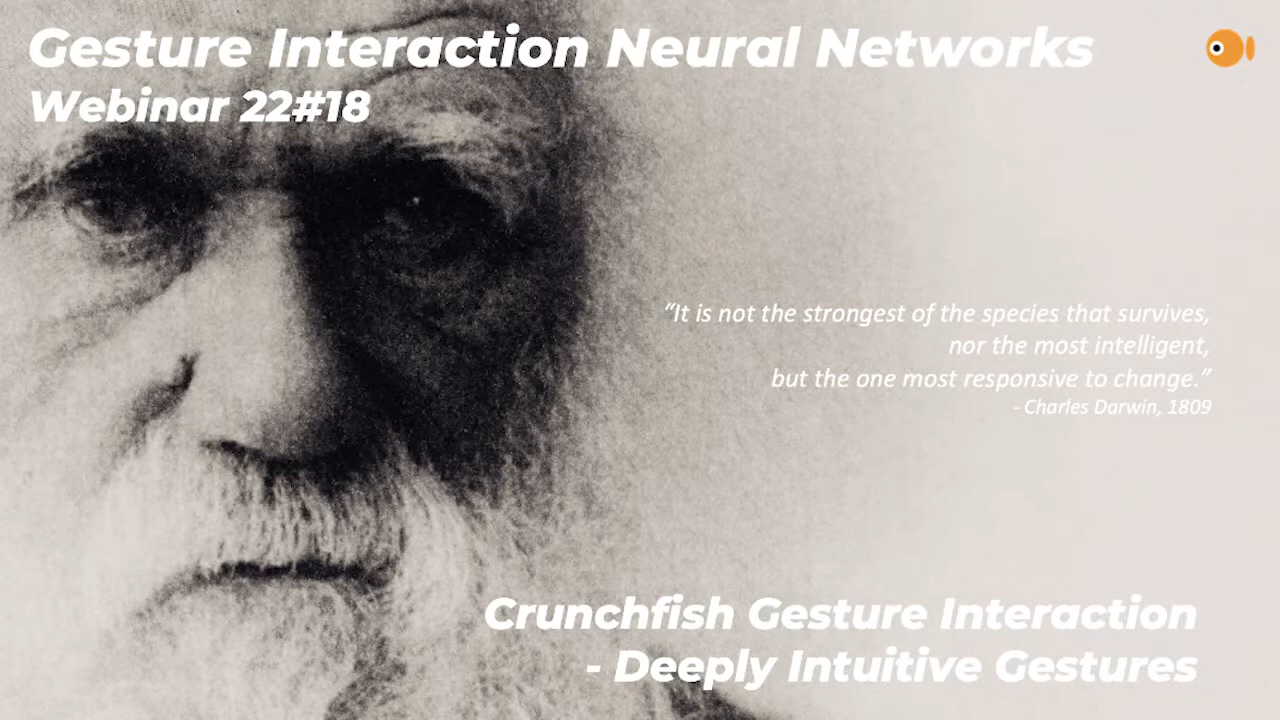 Gesture Interaction Neural Networks
Webinar 22#18
“It is not the strongest of the species that survives,
nor the most intelligent,
but the one most responsive to change.”
- Charles Darwin, 1809
Crunchfish Gesture Interaction
- Deeply Intuitive Gestures